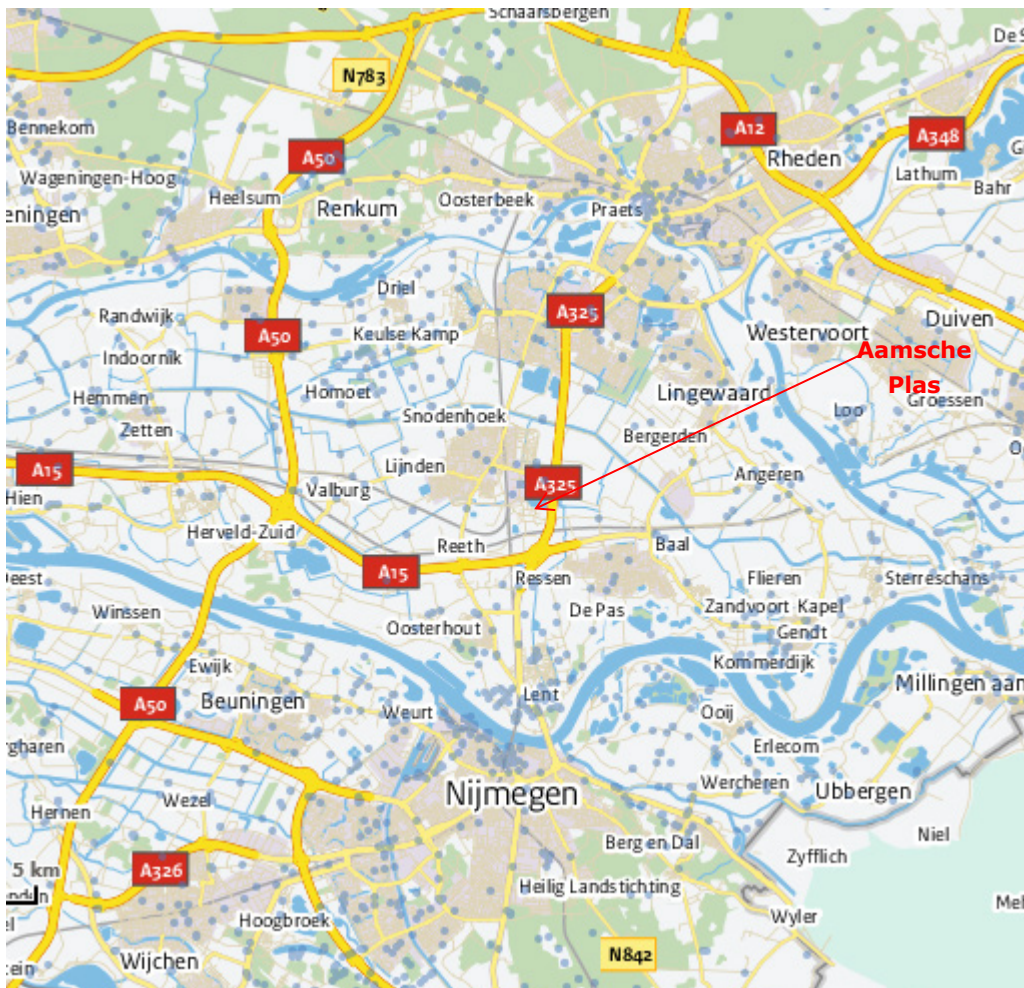 Schaarsbergen
N783
A12
A348
Bennekom
A50
Rheden
Lathum
Wageningen-Hoog
Heelsum
Renkum
Oosterbeek
Praets
Bahr
eningen
Driel
Randwijk
A325
A50
Keulse Kamp
Westervoort
Duiven
Indoornik
Aamsche
Plas
Hemmen
Homoet
Lingewaard
Groessen
Snodenhoek
Loo
Zetten
Bergerden
A15
Lijnden
Angeren
Hien
Valburg
A325
Herveld-Zuid
Reeth
Baal
A15
Ressen
Flieren
Sterreschans
Deest
Winssen
De Pas
Zandvoort Kapel
Oosterhout
Gendt
Kommerdijk
Ewijk
Millingen aan
A50
Beuningen
Weurt
Lent
Ooij
rgharen
Erlecom
Wercheren
Ubbergen
Nijmegen
Hernen
Wezel
Niel
Berg en Dal
Zyfflich
5 km
A326
Heilig Landstichting
Hoogbroek
Wyler
Wijchen
N842